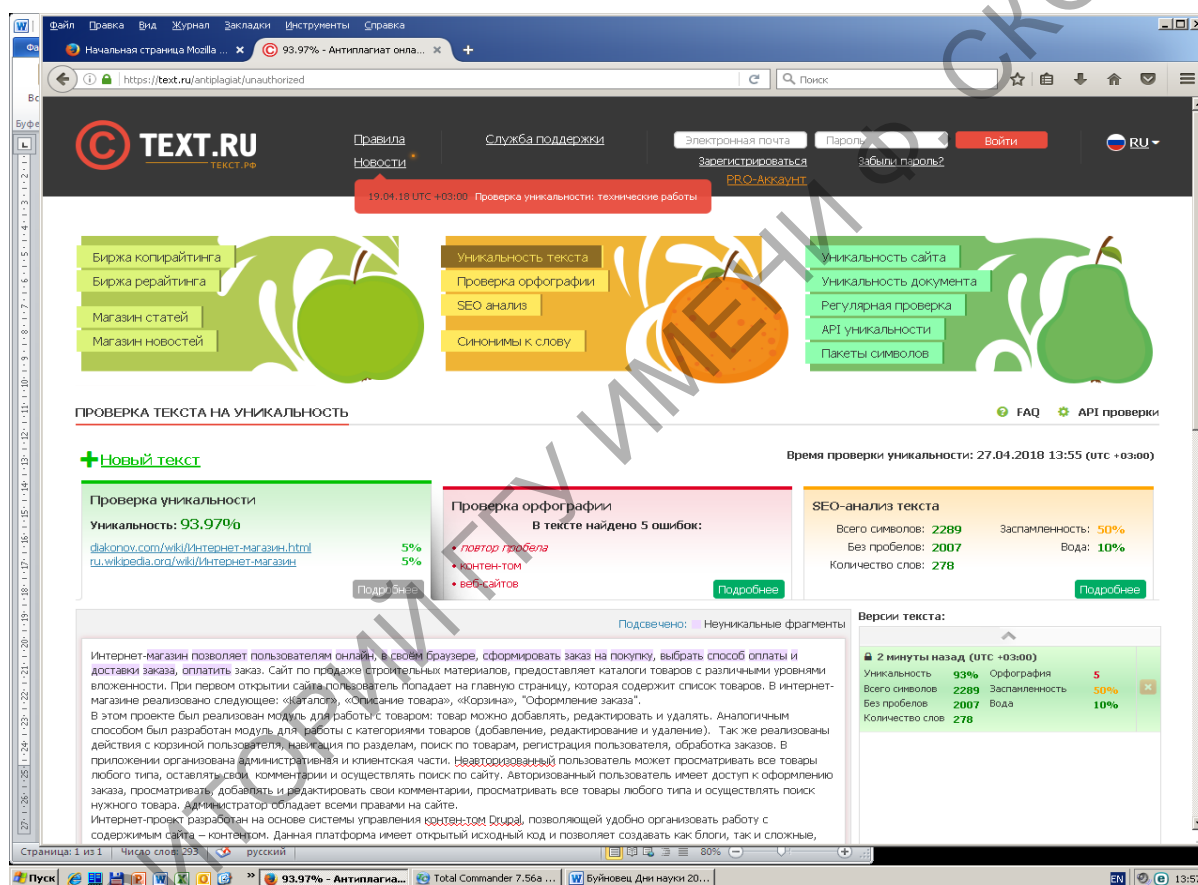 Файл Правка Вид Журнал Закладки Инструменты Справка
Начальная страница Mozilla ... × 93.97% - Антиплагиат онла... × +
https://text.ru/antiplagiat/unauthorized Поиск
TEXT.RU
ТЕКСТ.РФ
Правила Служба поддержки Электронная почта Пароль Войти RU
Новости Зарегистрироваться Забыли пароль?
PRO-Аккаунт
19.04.18 UTC +03:00 Проверка уникальности: технические работы
Биржа копирайтинга
Биржа рерайтинга
Магазин статей
Магазин новостей
Уникальность текста
Проверка орфографии
SEO анализ
Синонимы к слову
Уникальность сайта
Уникальность документа
Регулярная проверка
API уникальности
Пакеты символов
ПРОВЕРКА ТЕКСТА НА УНИКАЛЬНОСТЬ FAQ API проверки
Новый текст Время проверки уникальности: 27.04.2018 13:55 (UTC +03:00)
Проверка уникальности
Уникальность: 93.97%
diakonov.com/wiki/Интернет-магазин.html 5%
ru.wikipedia.org/wiki/Интернет-магазин 5%
Подробнее
Проверка орфографии
В тексте найдено 5 ошибок:
• повтор пробела
• контен-том
• веб-сайтов
Подробнее
SEO-анализ текста
Всего символов: 2289 Заспамленность: 50%
Без пробелов: 2007 Вода: 10%
Количество слов: 278
Подробнее
Подсвечено: Неуникальные фрагменты
Интернет-магазин позволяет пользователям онлайн, в своём браузере, сформировать заказ на покупку, выбрать способ оплаты и
доставки заказа, оплатить заказ. Сайт по продаже строительных материалов, предоставляет каталоги товаров с различными уровнями
вложенности. При первом открытии сайта пользователь попадает на главную страницу, которая содержит список товаров. В интернет-
магазине реализовано следующее: «Каталог», «Описание товара», «Корзина», "Оформление заказа".
В этом проекте был реализован модуль для работы с товаром: товар можно добавлять, редактировать и удалять. Аналогичным
способом был разработан модуль для работы с категориями товаров (добавление, редактирование и удаление). Так же реализованы
действия с корзиной пользователя, навигация по разделам, поиск по товарам, регистрация пользователя, обработка заказов. В
приложении организована административная и клиентская части. Неавторизованный пользователь может просматривать все товары
любого типа, оставлять свои комментарии и осуществлять поиск по сайту. Авторизованный пользователь имеет доступ к оформлению
заказа, просматривать, добавлять и редактировать свои комментарии, просматривать все товары любого типа и осуществлять поиск
нужного товара. Администратор обладает всеми правами на сайте.
Интернет-проект разработан на основе системы управления контен-том Drupal, позволяющей удобно организовать работу с
содержимым сайта – контентом. Данная платформа имеет открытый исходный код и позволяет создавать как блоги, так и сложные,
Версии текста:
2 минуты назад (UTC +03:00)
Уникальность 93% Орфография 5
Всего символов 2289 Заспамленность 50%
Без пробелов 2007 Вода 10%
Количество слов 278
Страница: 1 из 1 Число слов: 293 русский 80%
Пуск 93.97% - Антиплагиа... Total Commander 7.56a ... Буйновец Дни науки 20... EN 13:57
ИТОРИЙ ГГУ ИМЕНИ Ф. СКО